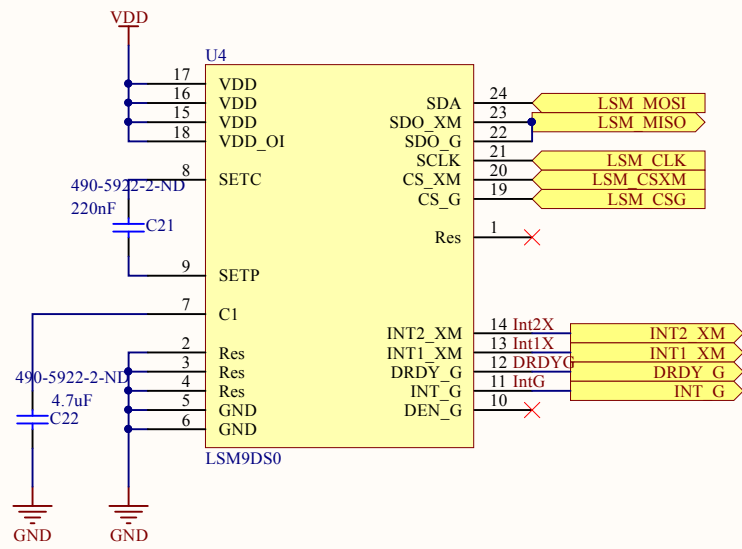 VDD
U4
17 VDD
16 VDD
15 VDD
18 VDD_OI
8 SETC
490-5922-2-ND
220nF
C21
9 SETP
7 C1
2 Res
3 Res
490-5922-2-ND
4 Res
4.7uF
5 GND
C22
6 GND
LSM9DS0
GND
GND
SDA 24 LSM_MOSI
SDO_XM 23 LSM_MISO
SDO_G 22
SCLK 21 LSM_CLK
CS_XM 20 LSM_CSXM
CS_G 19 LSM_CSG
Res 1
INT2_XM 14 Int2X INT2_XM
INT1_XM 13 Int1X INT1_XM
DRDY_G 12 DRDYG DRDY_G
INT_G 11 IntG INT_G
DEN_G 10